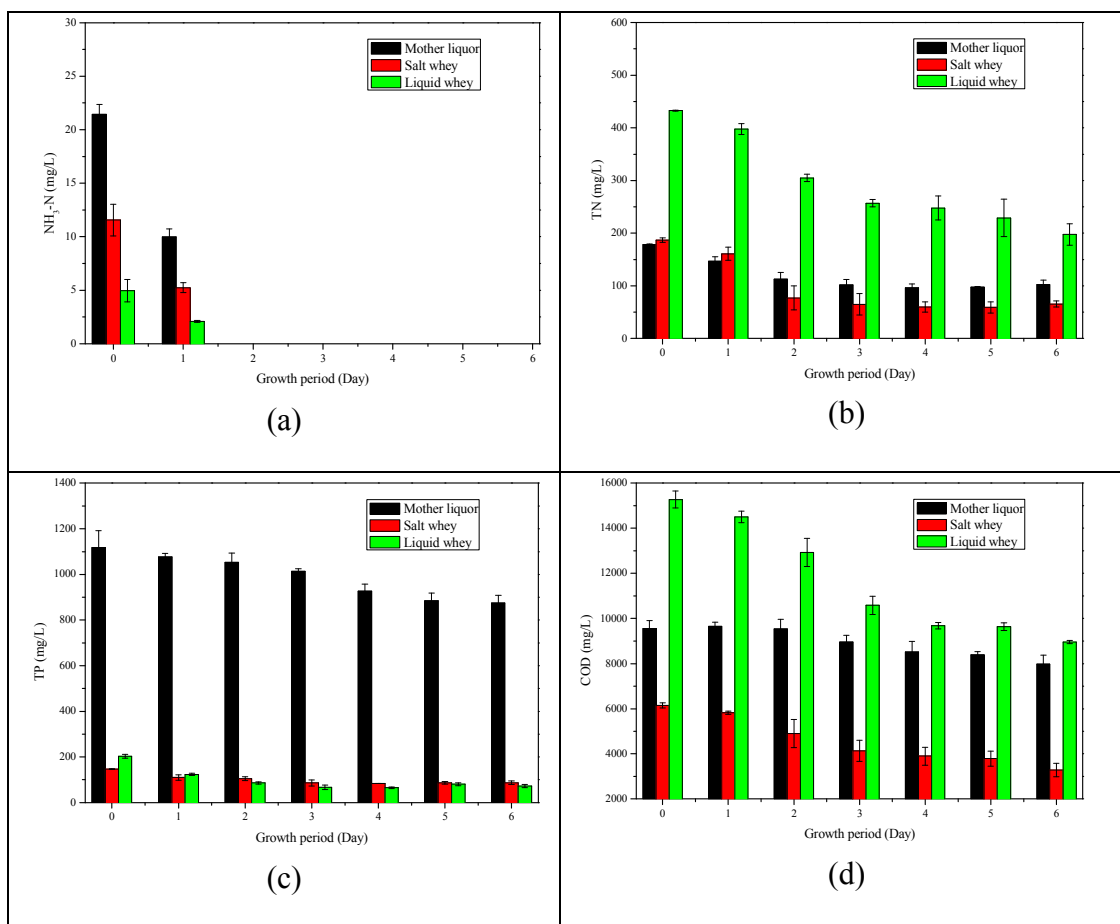 30
25
20
15
10
5
0
NH3-N (mg/L)
Mother liquor
Salt whey
Liquid whey
0 1 2 3 4 5 6
Growth period (Day)
(a)
600
500
400
300
200
100
0
TN (mg/L)
Mother liquor
Salt whey
Liquid whey
0 1 2 3 4 5 6
Growth period (Day)
(b)
1400
1200
1000
800
600
400
200
0
TP (mg/L)
Mother liquor
Salt whey
Liquid whey
0 1 2 3 4 5 6
Growth period (Day)
(c)
16000
14000
12000
10000
8000
6000
4000
2000
COD (mg/L)
Mother liquor
Salt whey
Liquid whey
0 1 2 3 4 5 6
Growth period (Day)
(d)